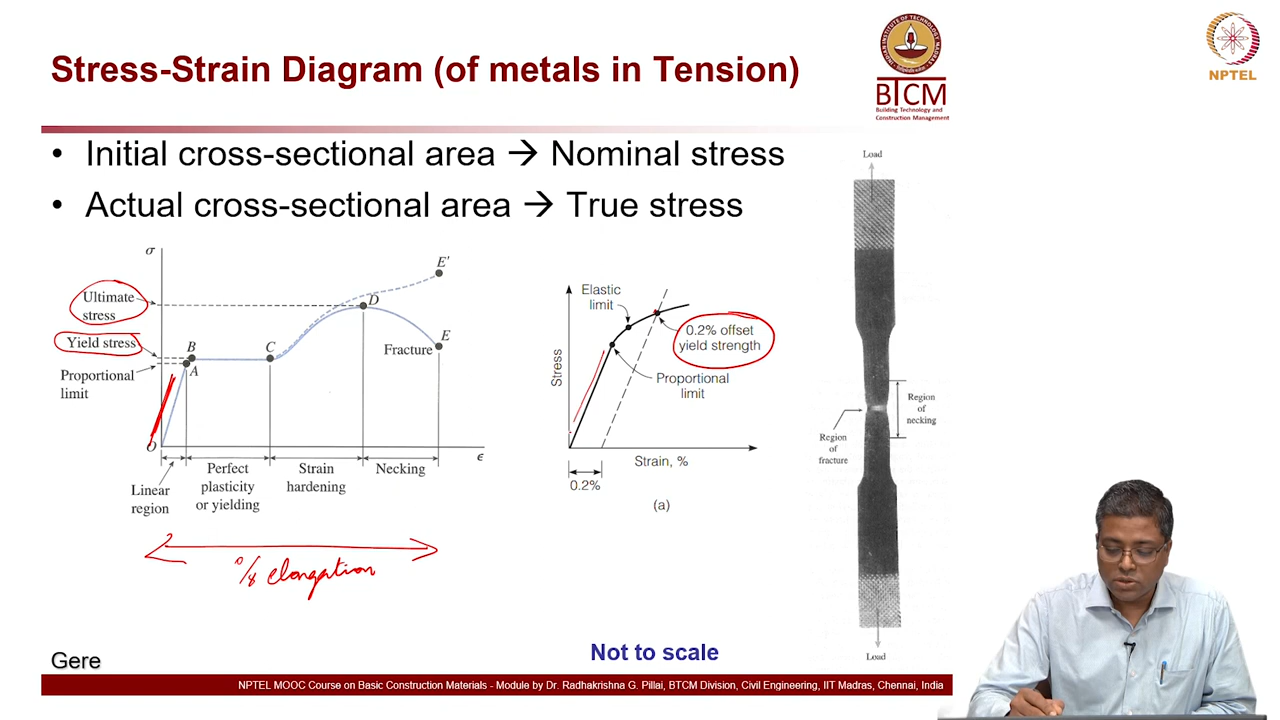 Stress-Strain Diagram (of metals in Tension)
BTCM
Building Technology and
Construction Management
NPTEL
• Initial cross-sectional area → Nominal stress
• Actual cross-sectional area → True stress
σ
E'
Ultimate
stress
D
Yield stress
B
C
E
Fracture
Proportional
limit
A
O
ϵ
Linear
region
Perfect
plasticity
or yielding
Strain
hardening
Necking
% elongation
Elastic
limit
0.2% offset
yield strength
Stress
Proportional
limit
Strain, %
0.2%
(a)
Load
Region
of
necking
Region
of
fracture
Load
Gere
Not to scale
NPTEL MOOC Course on Basic Construction Materials - Module by Dr. Radhakrishna G. Pillai, BTCM Division, Civil Engineering, IIT Madras, Chennai, India